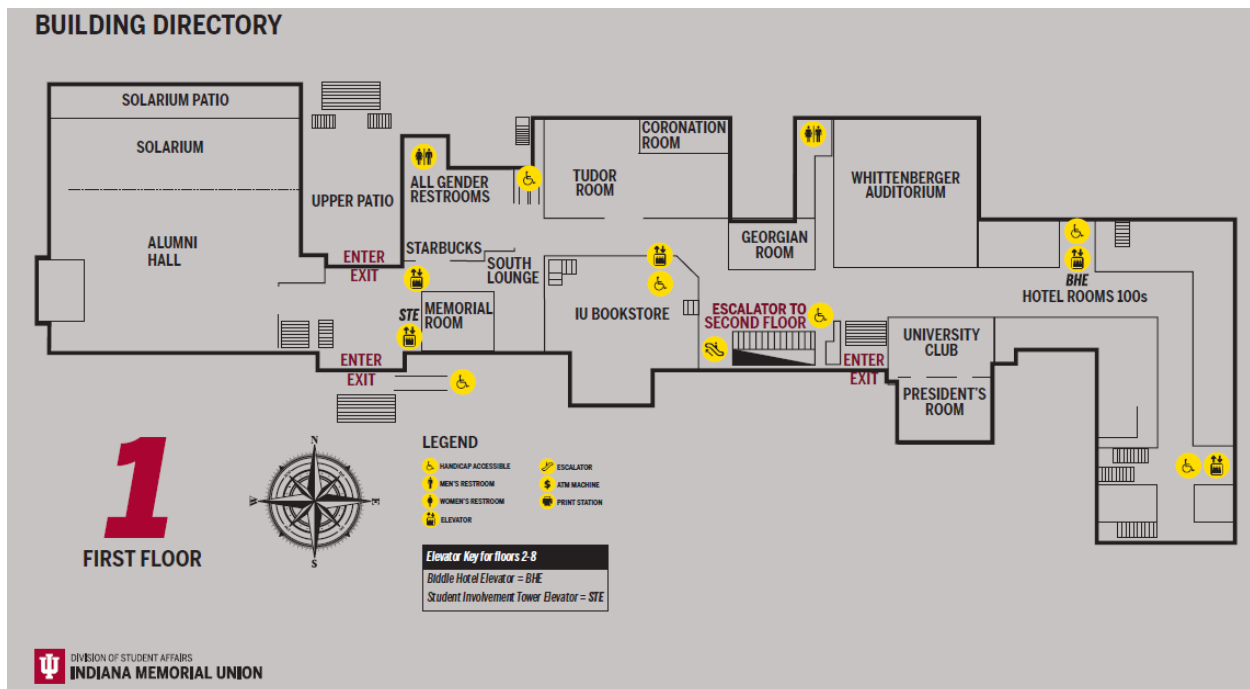 BUILDING DIRECTORY
SOLARIUM PATIO
SOLARIUM
ALUMNI
HALL
UPPER PATIO
ENTER
EXIT
ALL GENDER
RESTROOMS
STARBUCKS
SOUTH
LOUNGE
STE
MEMORIAL
ROOM
ENTER
EXIT
TUDOR
ROOM
CORONATION
ROOM
IU BOOKSTORE
GEORGIAN
ROOM
ESCALATOR TO
SECOND FLOOR
WHITTENBERGER
AUDITORIUM
BHE
HOTEL ROOMS 100s
ENTER
EXIT
UNIVERSITY
CLUB
PRESIDENT'S
ROOM
1
FIRST FLOOR
N
W
E
S
LEGEND
HANDICAP ACCESSIBLE
MEN'S RESTROOM
WOMEN'S RESTROOM
ELEVATOR
ESCALATOR
$ ATM MACHINE
PRINT STATION
Elevator Key for floors 2-8
Biddle Hotel Elevator = BHE
Student Involvement Tower Elevator = STE
DIVISION OF STUDENT AFFAIRS
INDIANA MEMORIAL UNION